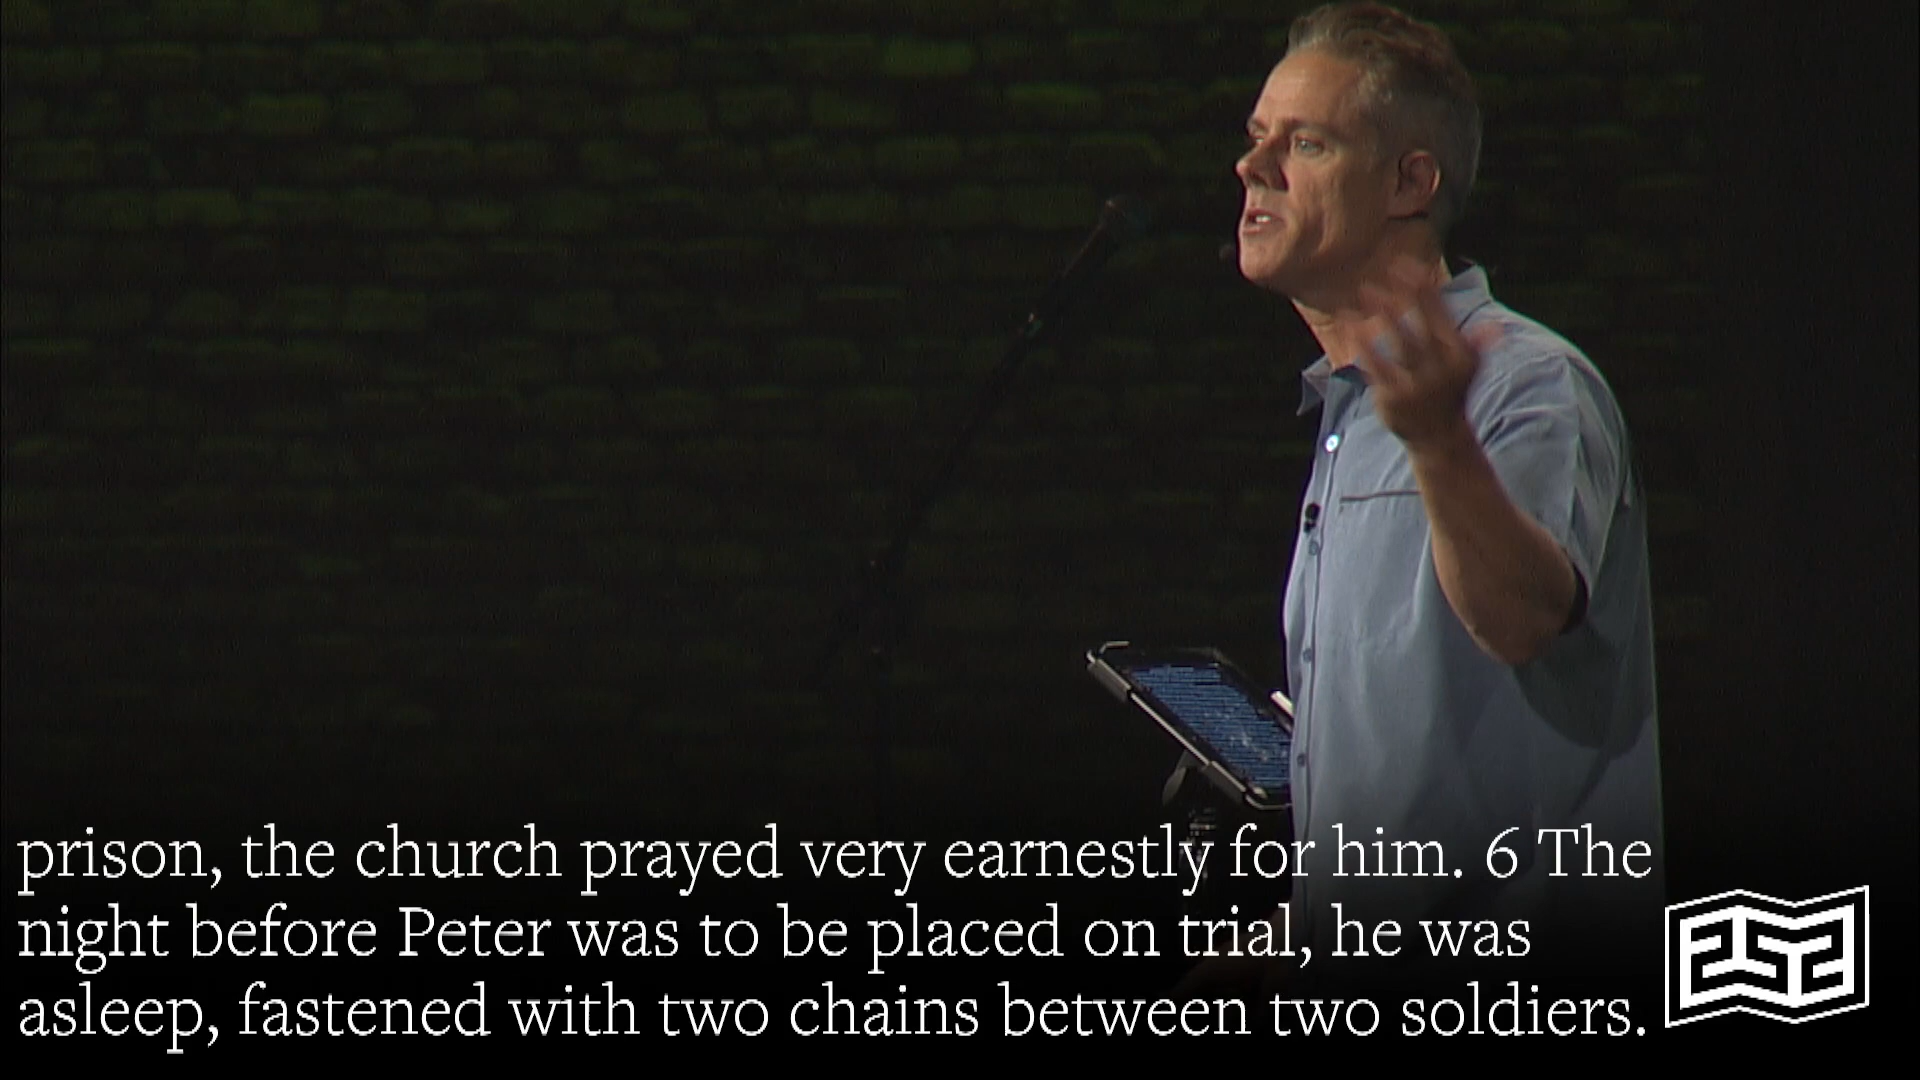 prison, the church prayed very earnestly for him. 6 The
night before Peter was to be placed on trial, he was
asleep, fastened with two chains between two soldiers.